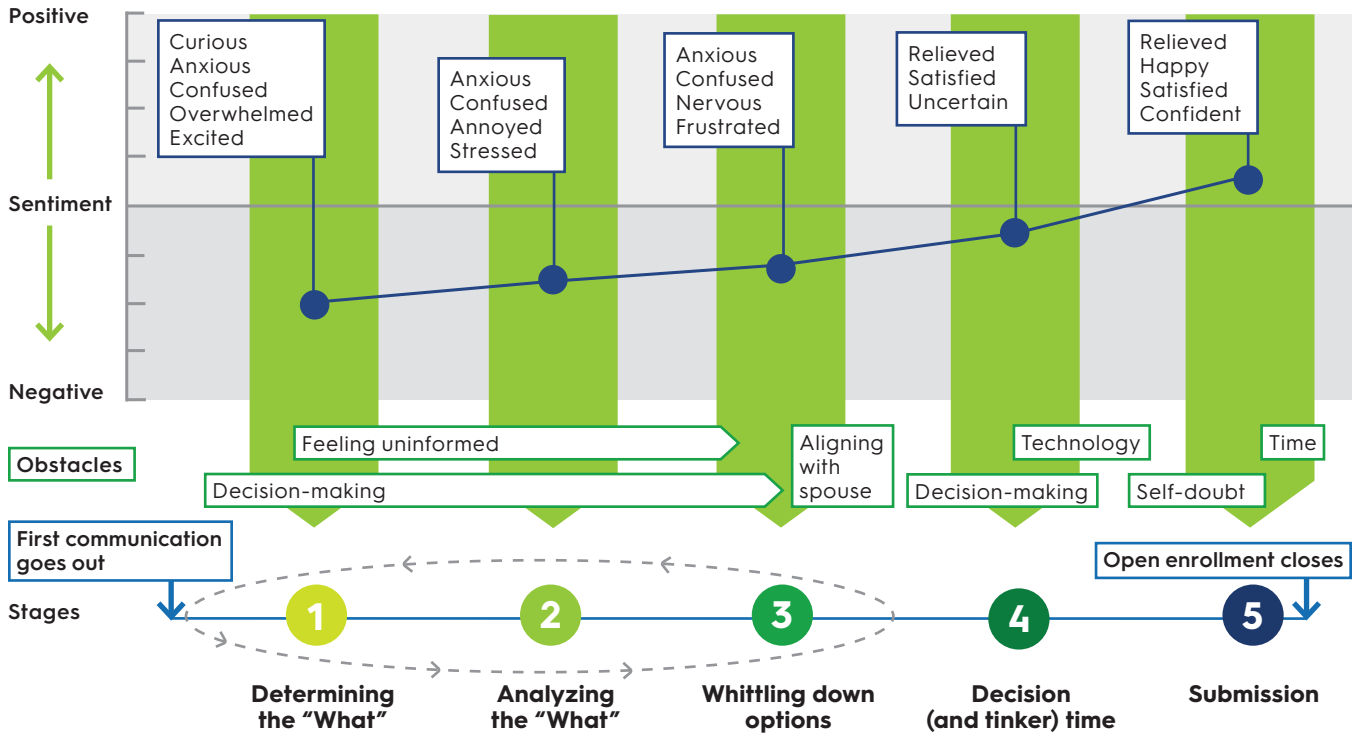 Positive
Sentiment
Negative
Curious
Anxious
Confused
Overwhelmed
Excited
Anxious
Confused
Annoyed
Stressed
Anxious
Confused
Nervous
Frustrated
Relieved
Satisfied
Uncertain
Relieved
Happy
Satisfied
Confident
Obstacles
Feeling uninformed
Decision-making
Aligning
with
spouse
Technology
Decision-making
Time
Self-doubt
First communication
goes out
Open enrollment closes
Stages
1
2
3
4
5
Determining
the “What”
Analyzing
the “What”
Whittling down
options
Decision
(and tinker) time
Submission